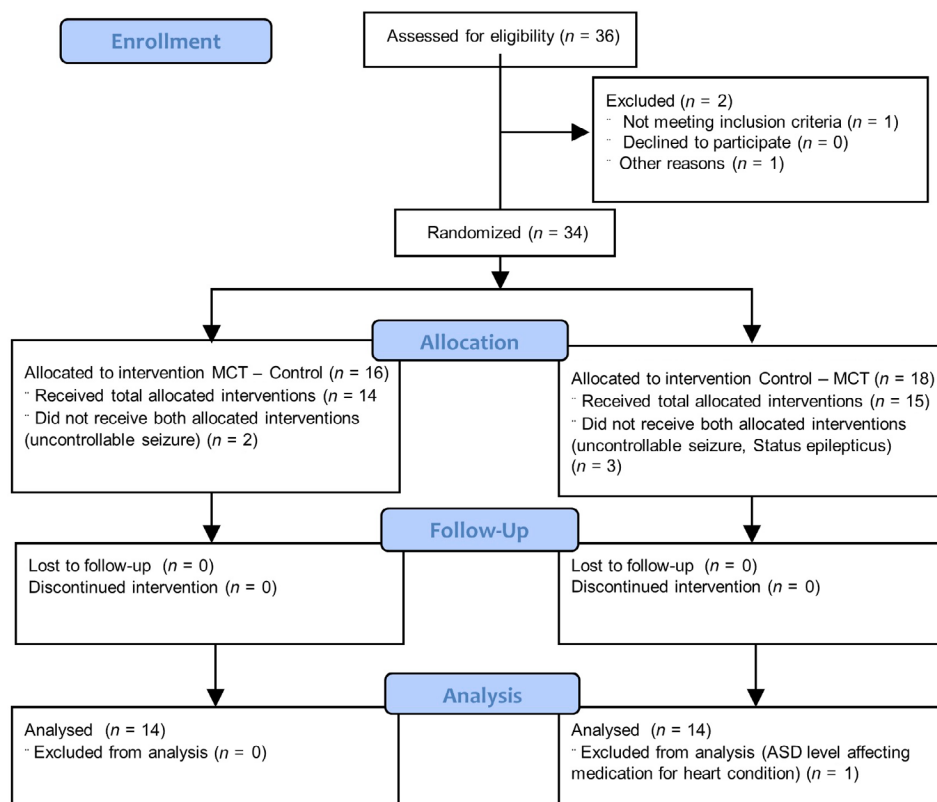 Enrollment
Assessed for eligibility (n = 36)
Excluded (n = 2)
¨ Not meeting inclusion criteria (n = 1)
¨ Declined to participate (n = 0)
¨ Other reasons (n = 1)
Randomized (n = 34)
Allocation
Allocated to intervention MCT – Control (n = 16)
¨ Received total allocated interventions (n = 14
¨ Did not receive both allocated interventions
(uncontrollable seizure) (n = 2)
Allocated to intervention Control – MCT (n = 18)
¨ Received total allocated interventions (n = 15)
¨ Did not receive both allocated interventions
(uncontrollable seizure, Status epilepticus)
(n = 3)
Follow-Up
Lost to follow-up (n = 0)
Discontinued intervention (n = 0)
Lost to follow-up (n = 0)
Discontinued intervention (n = 0)
Analysis
Analysed (n = 14)
¨ Excluded from analysis (n = 0)
Analysed (n = 14)
¨ Excluded from analysis (ASD level affecting
medication for heart condition) (n = 1)